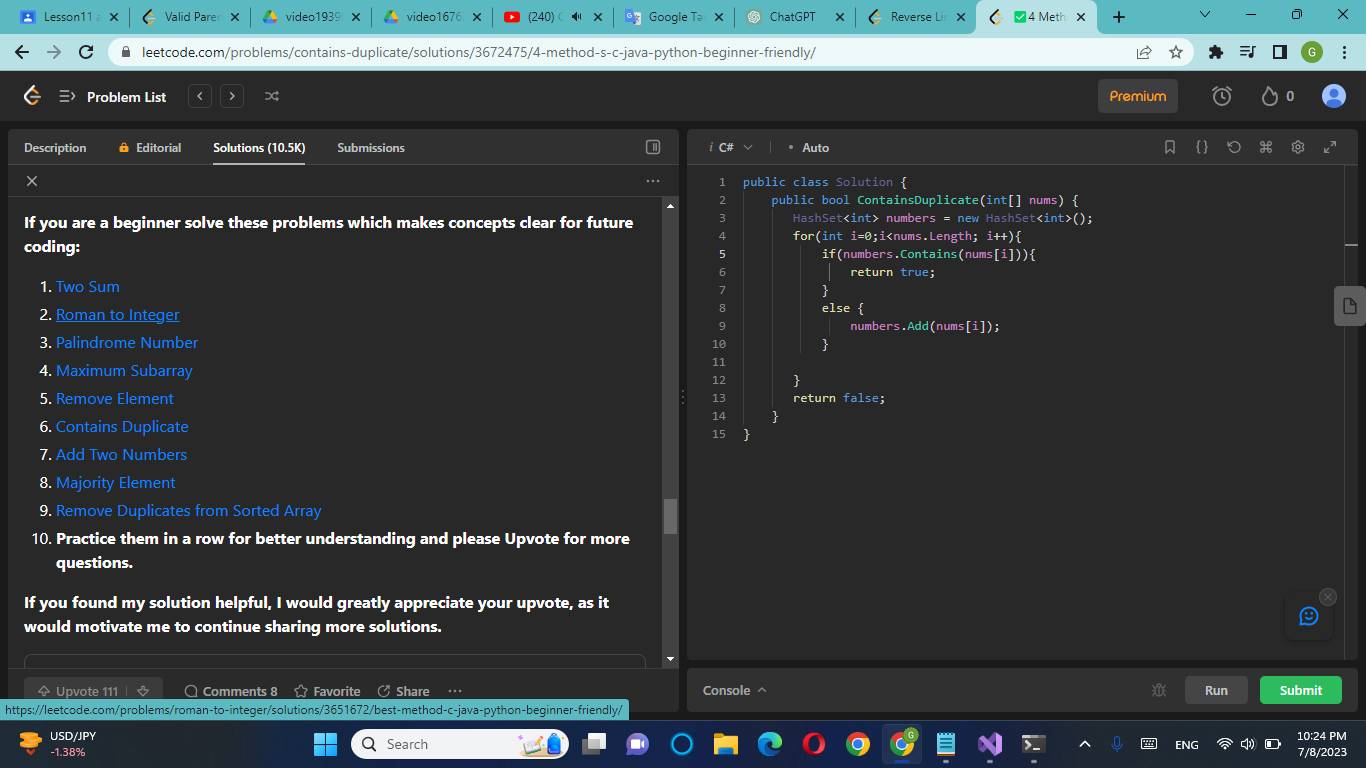 Lesson11 a
Valid Paren
video1939
video1676
(240)
Google Te
ChatGPT
Reverse Lin
4 Meth
leetcode.com/problems/contains-duplicate/solutions/3672475/4-method-s-c-java-python-beginner-friendly/
G
Problem List
Premium
0
Description
Editorial
Solutions (10.5K)
Submissions
If you are a beginner solve these problems which makes concepts clear for future
coding:
1. Two Sum
2. Roman to Integer
3. Palindrome Number
4. Maximum Subarray
5. Remove Element
6. Contains Duplicate
7. Add Two Numbers
8. Majority Element
9. Remove Duplicates from Sorted Array
10. Practice them in a row for better understanding and please Upvote for more
questions.
If you found my solution helpful, I would greatly appreciate your upvote, as it
would motivate me to continue sharing more solutions.
Upvote 111
Comments 8
Favorite
Share
https://leetcode.com/problems/roman-to-integer/solutions/3651672/best-method-c-java-python-beginner-friendly/
i C#
• Auto
1 public class Solution {
2 public bool ContainsDuplicate(int[] nums) {
3 HashSet<int> numbers = new HashSet<int>();
4 for(int i=0;i<nums.Length; i++){
5 if(numbers.Contains(nums[i])){
6 return true;
7 }
8 else {
9 numbers.Add(nums[i]);
10 }
11
12 }
13 return false;
14 }
15 }
Console
Run
Submit
USD/JPY
-1.38%
Search
G
ENG
10:24 PM
7/8/2023